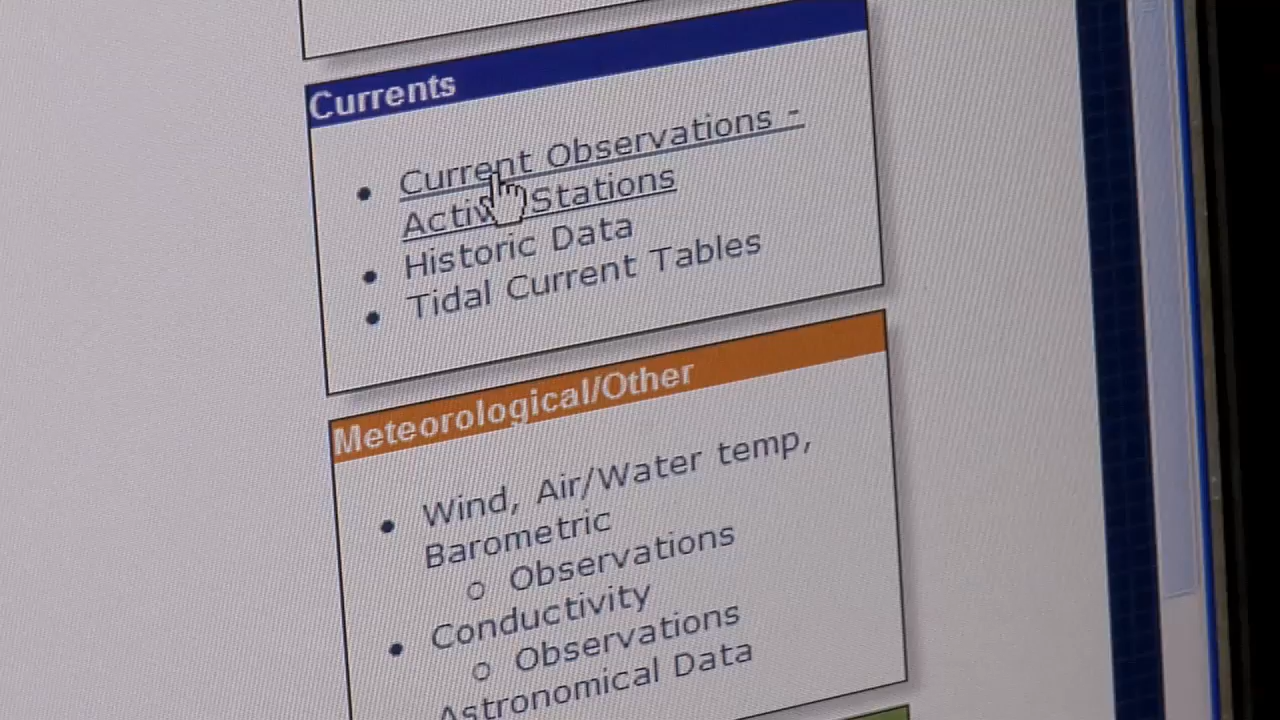 Currents
Current Observations -
Active Stations
Historic Data
Tidal Current Tables
Meteorological/Other
Wind, Air/Water temp,
Barometric
Observations
Conductivity
Observations
Astronomical Data